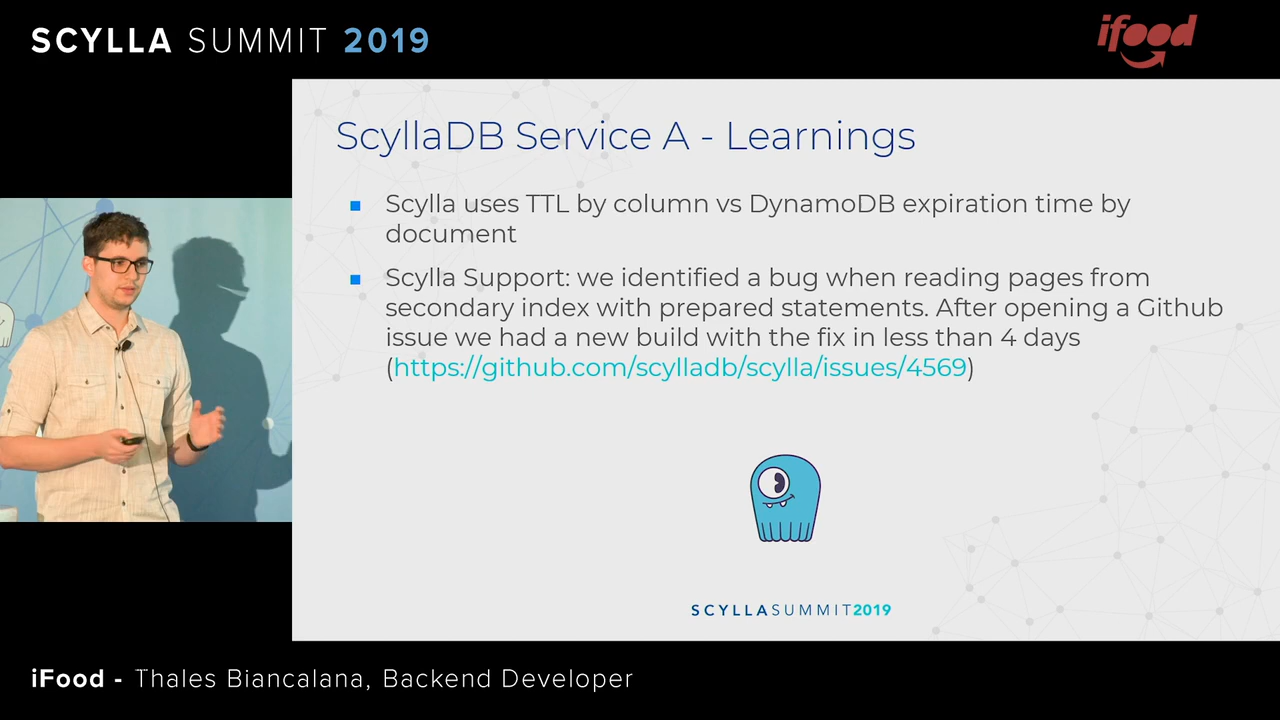 SCYLLA SUMMIT 2019
ifood
ScyllaDB Service A - Learnings
Scylla uses TTL by column vs DynamoDB expiration time by
document
Scylla Support: we identified a bug when reading pages from
secondary index with prepared statements. After opening a Github
issue we had a new build with the fix in less than 4 days
(https://github.com/scylladb/scylla/issues/4569)
SCYLLASUMMIT2019
iFood - Thales Biancalana, Backend Developer